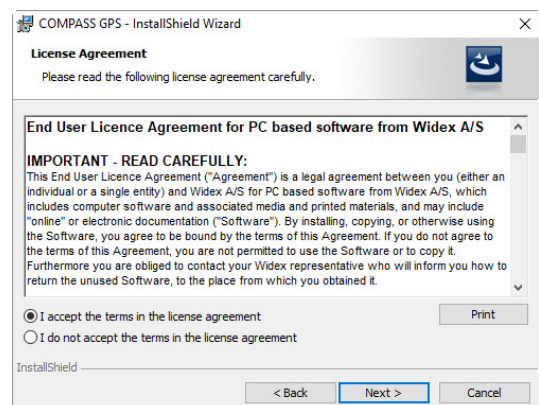 COMPASS GPS - InstallShield Wizard
License Agreement
Please read the following license agreement carefully.
End User Licence Agreement for PC based software from Widex A/S
IMPORTANT - READ CAREFULLY:
This End User Licence Agreement ("Agreement") is a legal agreement between you (either an
individual or a single entity) and Widex A/S for PC based software from Widex A/S, which
includes computer software and associated media and printed materials, and may include
"online" or electronic documentation ("Software"). By installing, copying, or otherwise using
the Software, you agree to be bound by the terms of this Agreement. If you do not agree to
the terms of this Agreement, you are not permitted to use the Software or to copy it.
Furthermore you are obliged to contact your Widex representative who will inform you how to
return the unused Software, to the place from which you obtained it.
I accept the terms in the license agreement
Print
I do not accept the terms in the license agreement
InstallShield
< Back Next > Cancel